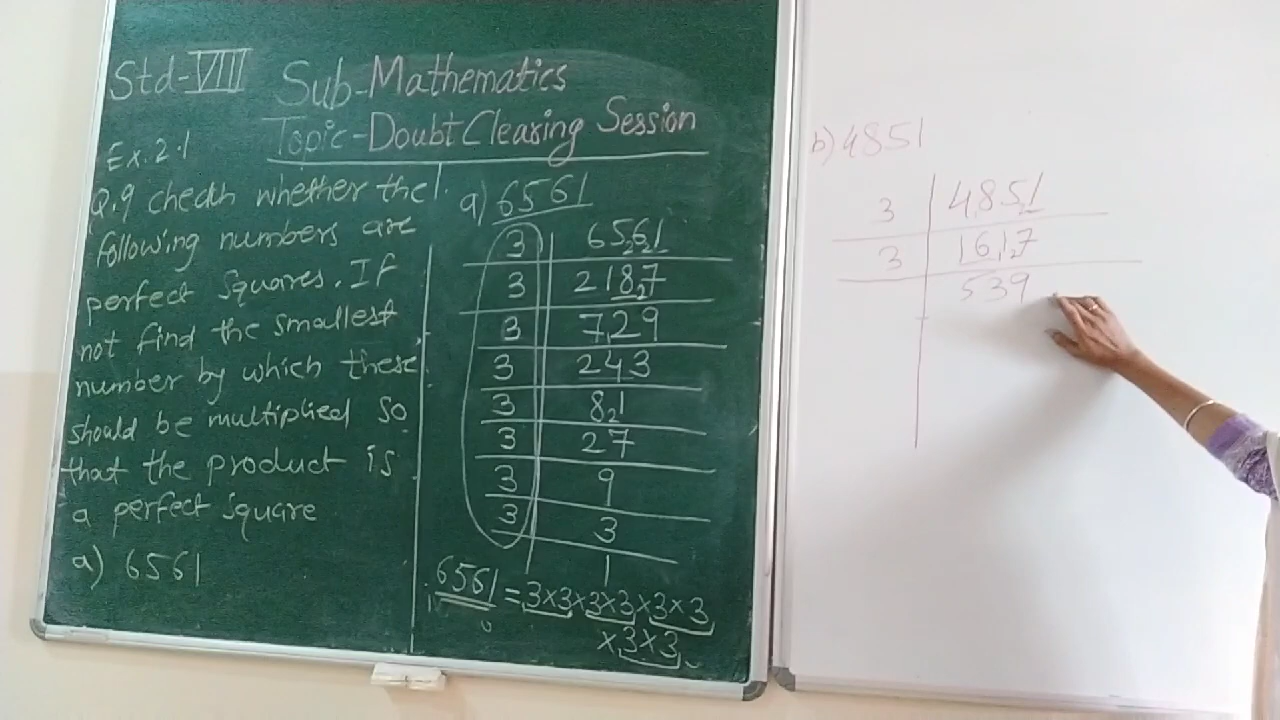 Std-VIII
Sub-Mathematics
Topic-Doubt Clearing Session
Ex.2.1
Q.9 cheath whether the
following numbers are
perfect squares. If
not find the smallest
number by which these
should be multiplied so
that the product is
a perfect square
a) 6561
a) 6561
3 6561
3 2187
3 729
3 243
3 81
3 27
3 9
3 3
1
6561 = 3×3×3×3×3×3
×3×3
b) 4851
3 4851
3 1617
539